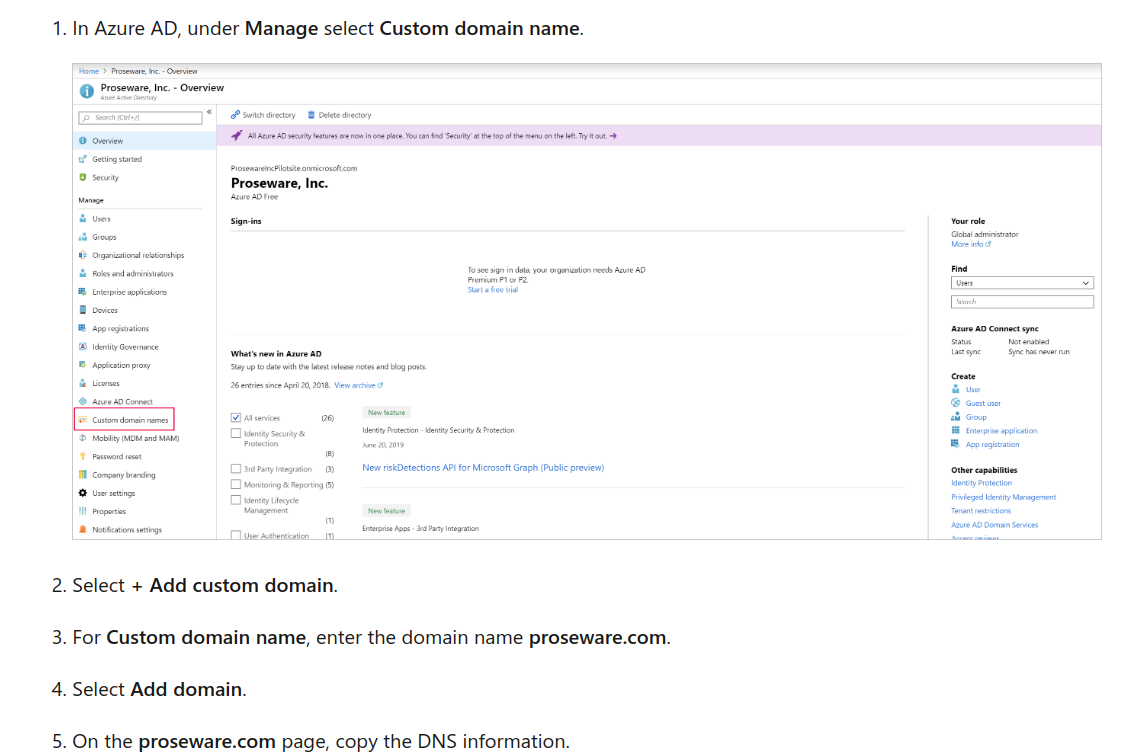 1. In Azure AD, under Manage select Custom domain name.
Home > Proseware, Inc. - Overview
Proseware, Inc. - Overview
Azure Active Directory
Search (Ctrl+/)
«
Switch directory
Delete directory
All Azure AD security features are now in one place. You can find 'Security' at the top of the menu on the left. Try it out. →
Overview
Getting started
Security
Manage
Users
Groups
Organizational relationships
Roles and administrators
Enterprise applications
Devices
App registrations
Identity Governance
Application proxy
Licenses
Azure AD Connect
Custom domain names
Mobility (MDM and MAM)
Password reset
Company branding
User settings
Properties
Notifications settings
ProsewareIncPilotsite.onmicrosoft.com
Proseware, Inc.
Azure AD Free
Sign-ins
To see sign in data, your organization needs Azure AD
Premium P1 or P2.
Start a free trial
What's new in Azure AD
Stay up to date with the latest release notes and blog posts.
26 entries since April 20, 2018. View archive
All services (26)
Identity Security &
Protection
(8)
3rd Party Integration (3)
Monitoring & Reporting (5)
Identity Lifecycle
Management
(1)
User Authentication (1)
New feature
Identity Protection - Identity Security & Protection
June 20, 2019
New riskDetections API for Microsoft Graph (Public preview)
New feature
Enterprise Apps - 3rd Party Integration
Your role
Global administrator
More info
Find
Users
Search
Azure AD Connect sync
Status Not enabled
Last sync Sync has never run
Create
User
Guest user
Group
Enterprise application
App registration
Other capabilities
Identity Protection
Privileged Identity Management
Tenant restrictions
Azure AD Domain Services
Access reviews
2. Select + Add custom domain.
3. For Custom domain name, enter the domain name proseware.com.
4. Select Add domain.
5. On the proseware.com page, copy the DNS information.